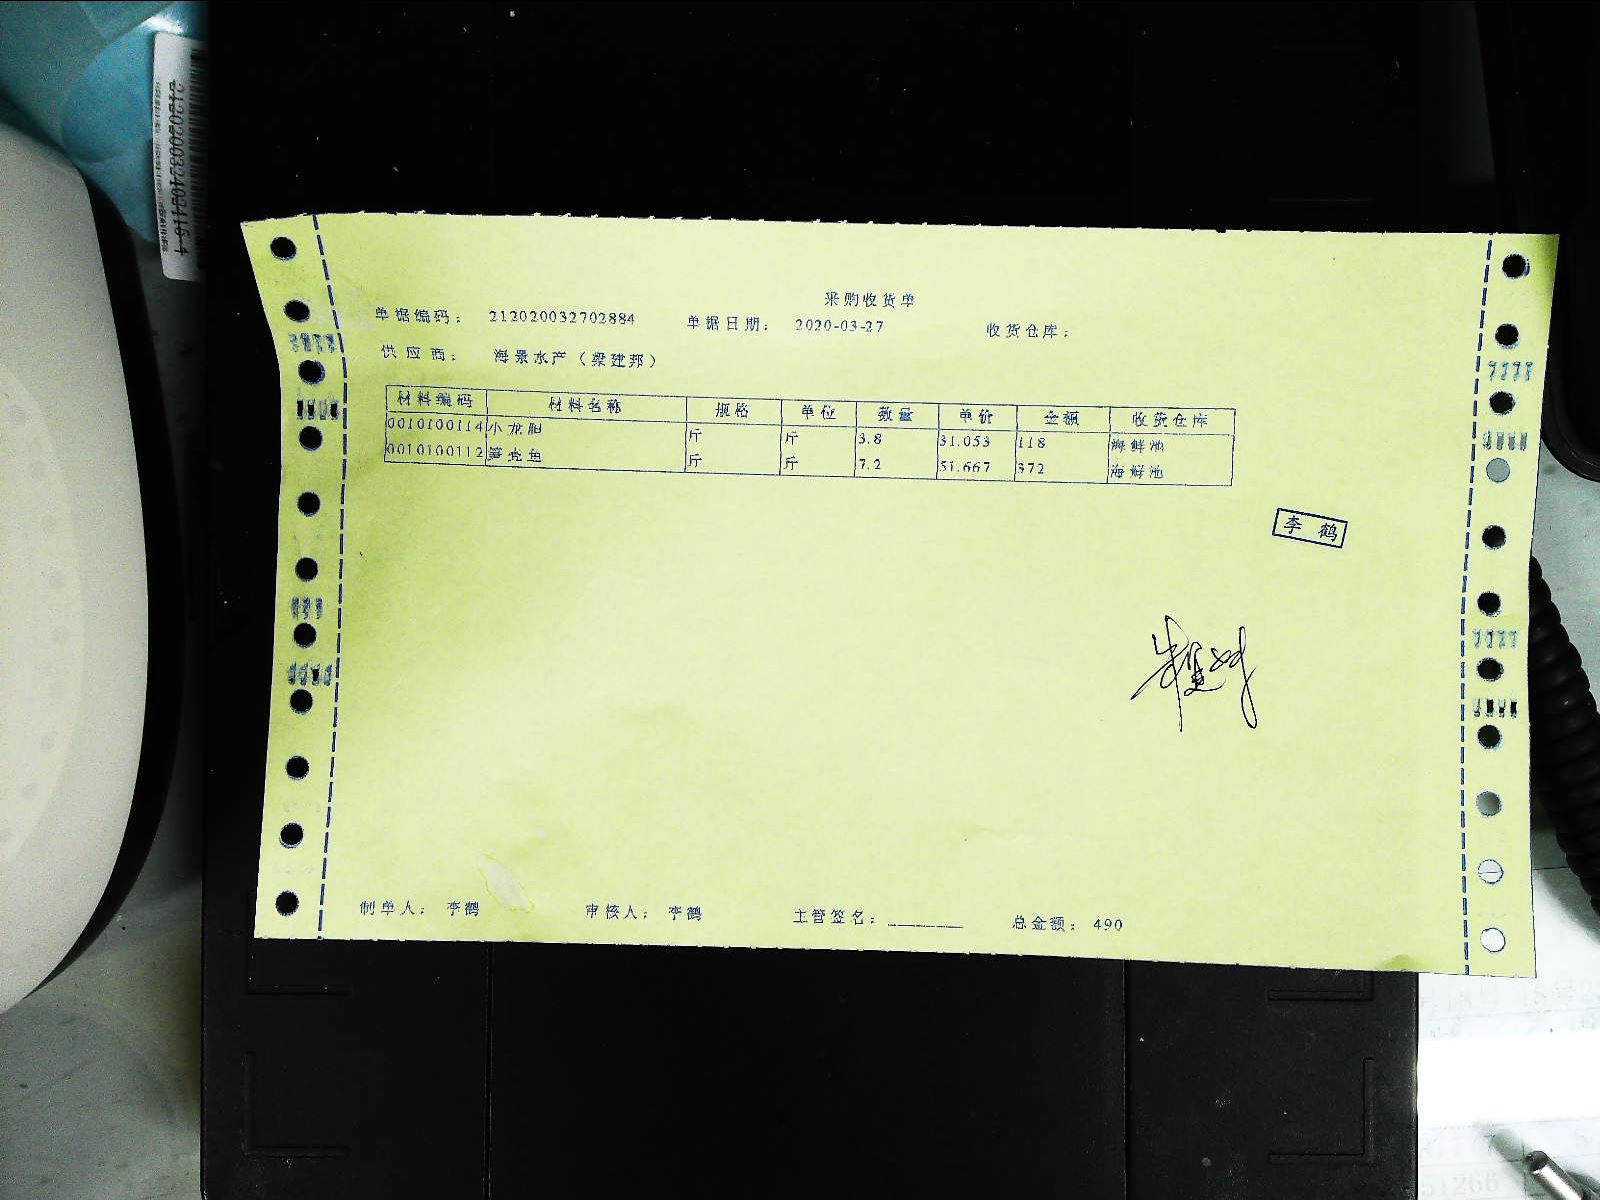 采购收货单
单据编码： 212020032702884 单据日期： 2020-03-27 收货仓库：
供应商： 海景水产（梁建邦）
材料编码 材料名称 规格 单位 数量 单价 金额 收货仓库
0010100114 小龙胆 斤 斤 3.8 31.053 118 海鲜池
0010100112 笋壳鱼 斤 斤 7.2 51.667 372 海鲜池
李 鹤
制单人： 李鹤 审核人： 李鹤 主管签名： 总金额： 490